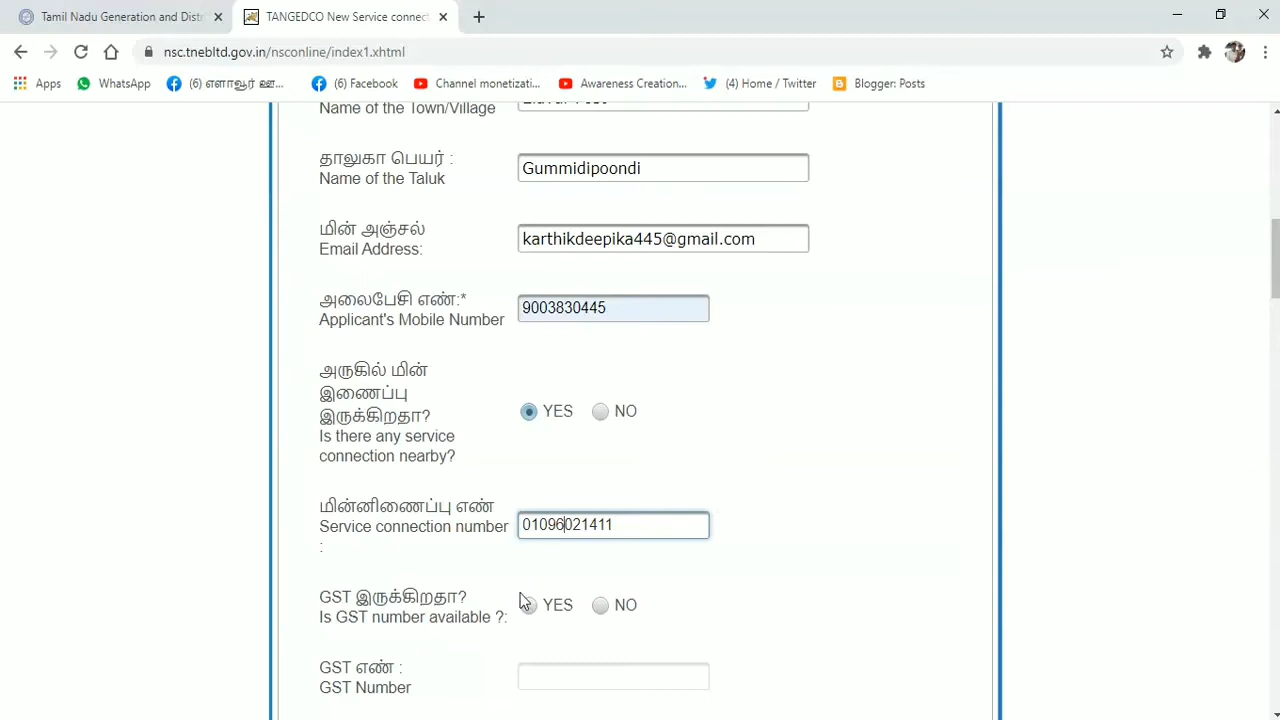 Tamil Nadu Generation and Distri
TANGEDCO New Service connect
nsc.tnebltd.gov.in/nsconline/index1.xhtml
Apps WhatsApp (6) எளாவூர் ஊ... (6) Facebook Channel monetizati... Awareness Creation... (4) Home / Twitter Blogger: Posts
Name of the Town/Village
தாலுகா பெயர் :
Name of the Taluk
Gummidipoondi
மின் அஞ்சல்
Email Address:
karthikdeepika445@gmail.com
அலைபேசி எண்:*
Applicant's Mobile Number
9003830445
அருகில் மின்
இணைப்பு
இருக்கிறதா?
Is there any service
connection nearby?
YES NO
மின்னிணைப்பு எண்
Service connection number
:
01096021411
GST இருக்கிறதா?
Is GST number available ?:
YES NO
GST எண் :
GST Number